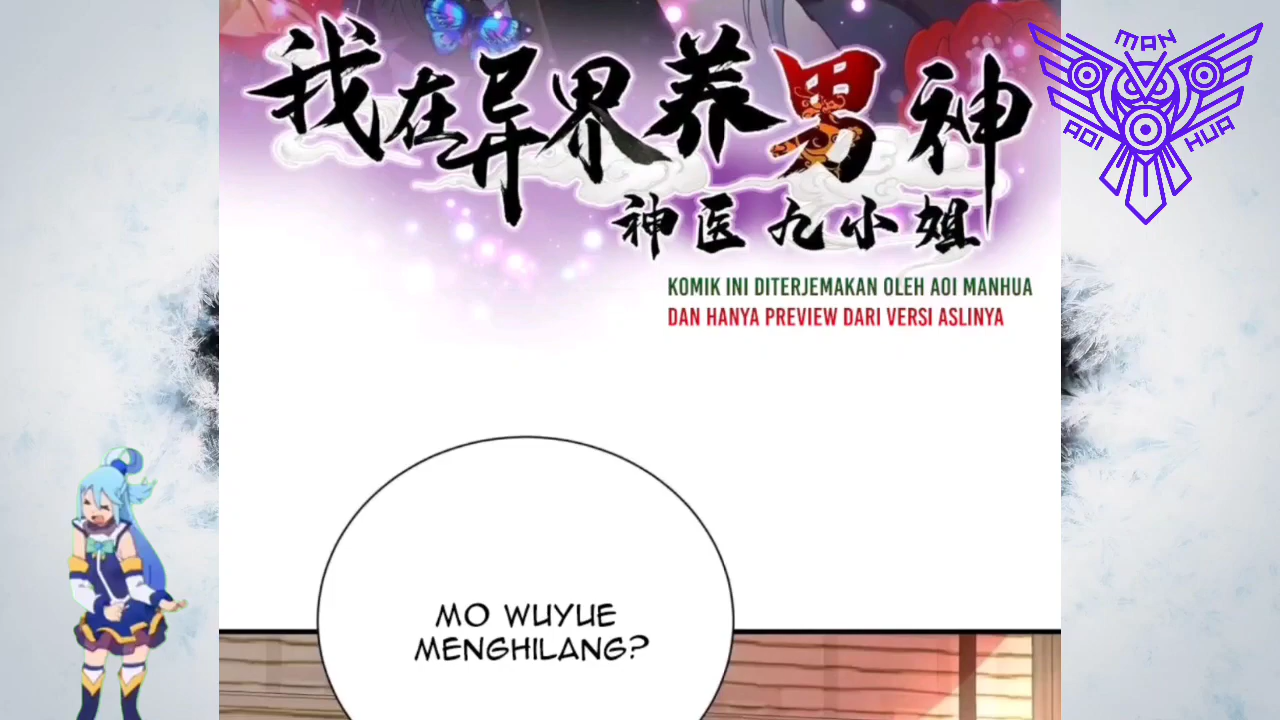 我在异界养男神
神医九小姐
MAN
AOI HUA
KOMIK INI DITERJEMAKAN OLEH AOI MANHUA
DAN HANYA PREVIEW DARI VERSI ASLINYA
MO WUYUE
MENGHILANG?